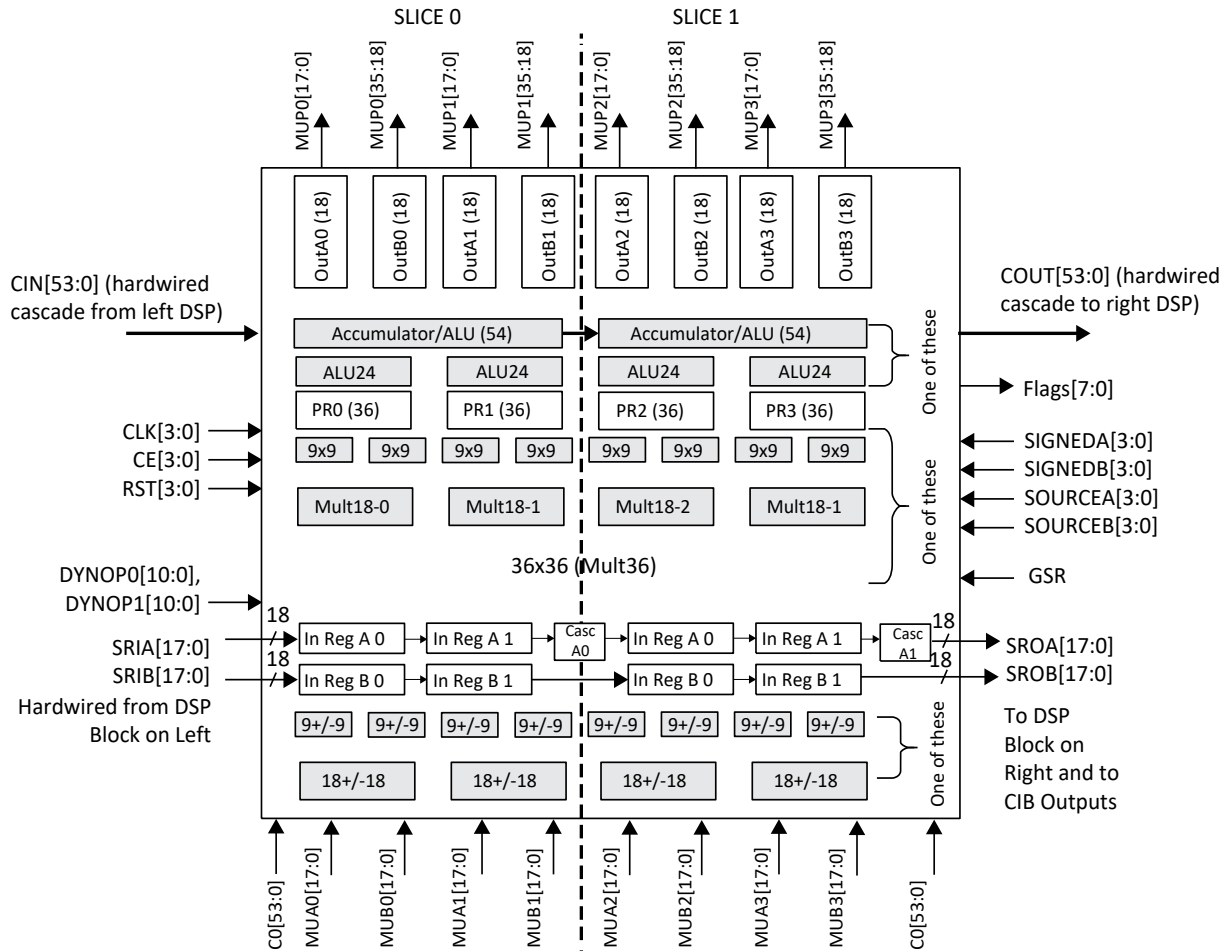 SLICE 0
SLICE 1
MUP0[17:0]
MUP0[35:18]
MUP1[17:0]
MUP1[35:18]
MUP2[17:0]
MUP2[35:18]
MUP3[17:0]
MUP3[35:18]
OutA0 (18)
OutB0 (18)
OutA1 (18)
OutB1 (18)
OutA2 (18)
OutB2 (18)
OutA3 (18)
OutB3 (18)
CIN[53:0] (hardwired
cascade from left DSP)
COUT[53:0] (hardwired
cascade to right DSP)
Accumulator/ALU (54)
Accumulator/ALU (54)
One of these
ALU24
ALU24
ALU24
ALU24
Flags[7:0]
PR0 (36)
PR1 (36)
PR2 (36)
PR3 (36)
CLK[3:0]
CE[3:0]
RST[3:0]
9x9
9x9
9x9
9x9
9x9
9x9
9x9
9x9
SIGNEDA[3:0]
SIGNEDB[3:0]
SOURCEA[3:0]
SOURCEB[3:0]
One of these
Mult18-0
Mult18-1
Mult18-2
Mult18-1
36x36 (Mult36)
GSR
DYNOP0[10:0],
DYNOP1[10:0]
18
SRIA[17:0]
In Reg A 0
In Reg A 1
Casc
A0
In Reg A 0
In Reg A 1
Casc
A1
18
SROA[17:0]
18
SRIB[17:0]
In Reg B 0
In Reg B 1
In Reg B 0
In Reg B 1
18
SROB[17:0]
Hardwired from DSP
Block on Left
9+/-9
9+/-9
9+/-9
9+/-9
9+/-9
9+/-9
9+/-9
9+/-9
18+/-18
18+/-18
18+/-18
18+/-18
One of these
To DSP
Block on
Right and to
CIB Outputs
C0[53:0]
MUA0[17:0]
MUB0[17:0]
MUA1[17:0]
MUB1[17:0]
MUA2[17:0]
MUB2[17:0]
MUA3[17:0]
MUB3[17:0]
C0[53:0]